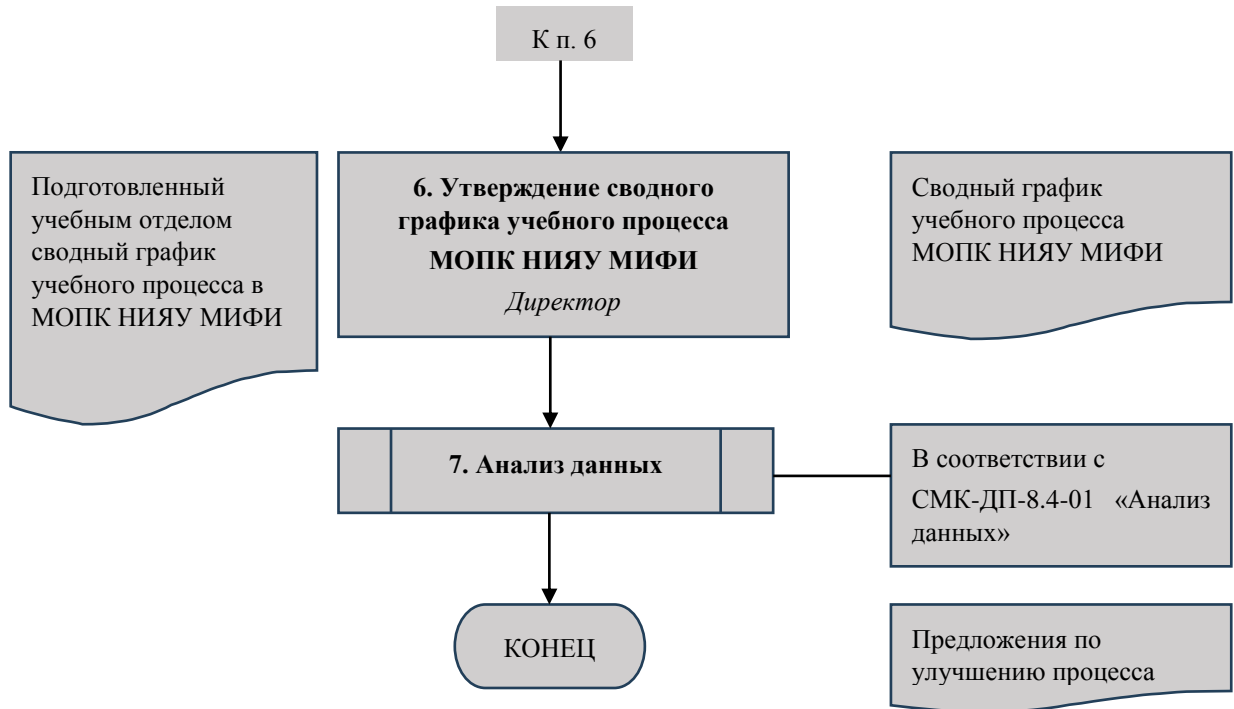 К п. 6
Подготовленный
учебным отделом
сводный график
учебного процесса в
МОПК НИЯУ МИФИ
6. Утверждение сводного
графика учебного процесса
МОПК НИЯУ МИФИ
Директор
Сводный график
учебного процесса
МОПК НИЯУ МИФИ
7. Анализ данных
В соответствии с
СМК-ДП-8.4-01 «Анализ
данных»
КОНЕЦ
Предложения по
улучшению процесса